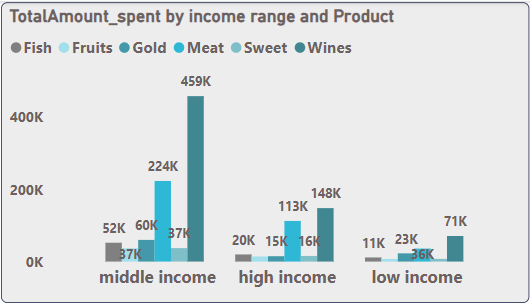 TotalAmount_spent by income range and Product
Fish Fruits Gold Meat Sweet Wines
459K
400K
224K
200K
148K
113K
52K 60K 37K 71K
37K
20K 15K 16K
11K 23K
36K
0K
middle income high income low income